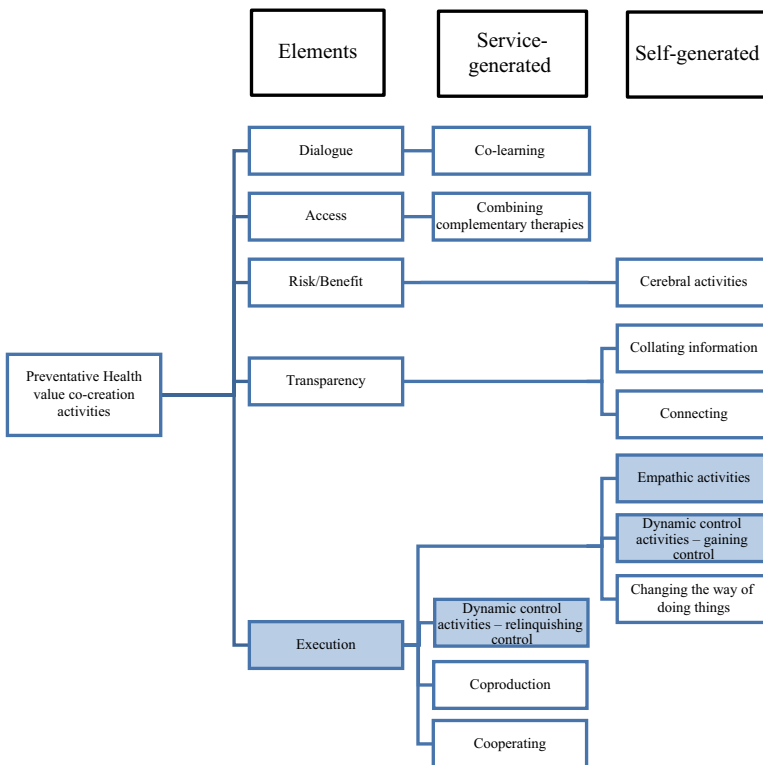 Elements
Service-
generated
Self-generated
Dialogue
Co-learning
Access
Combining
complementary therapies
Risk/Benefit
Cerebral activities
Preventative Health
value co-creation
activities
Transparency
Collating information
Connecting
Empathic activities
Dynamic control
activities – gaining
control
Changing the way of
doing things
Execution
Dynamic control
activities – relinquishing
control
Coproduction
Cooperating